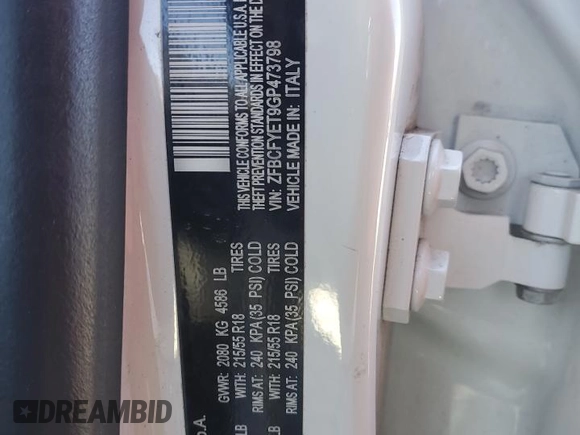 p.A.
GVWR: 2080 KG 4586 LB
LB WITH: 215/55 R18 TIRES
RIMS AT: 240 KPA (35 PSI) COLD
LB WITH: 215/55 R18 TIRES
RIMS AT: 240 KPA (35 PSI) COLD
THIS VEHICLE CONFORMS TO ALL APPLICABLE U.S.A.
THEFT PREVENTION STANDARDS IN EFFECT ON THE D
VIN: ZFBCFYET9GP473798
VEHICLE MADE IN: ITALY
DREAMBID